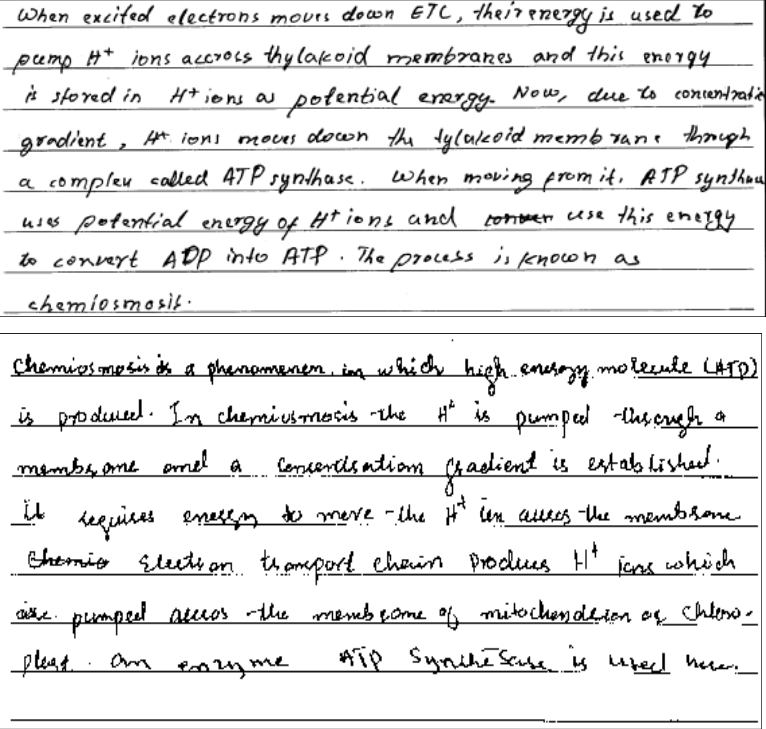 When excited electrons moves down ETC, their energy is used to
pump H⁺ ions accross thylakoid membranes and this energy
is stored in H⁺ ions as potential energy. Now, due to concentratio
gradient, H⁺ ions moves down the tylakoid membrane through
a complex called ATP synthase. When moving from it, ATP synthase
uses potential energy of H⁺ ions and use this energy
to convert ADP into ATP. The process is known as
chemiosmosis.
Chemiosmosis is a phenomenen in which high energy molecule (ATP)
is produced. In chemiosmosis the H⁺ is pumped through a
membrane and a concentration gradient is established.
it requires energy to move the H⁺ ion accros the membrane
Chemio Electron transport chain produces H⁺ ions which
are pumped accros the membrane of mitochondrion or chloro-
plast. An enzyme ATP Synthetase is used here.